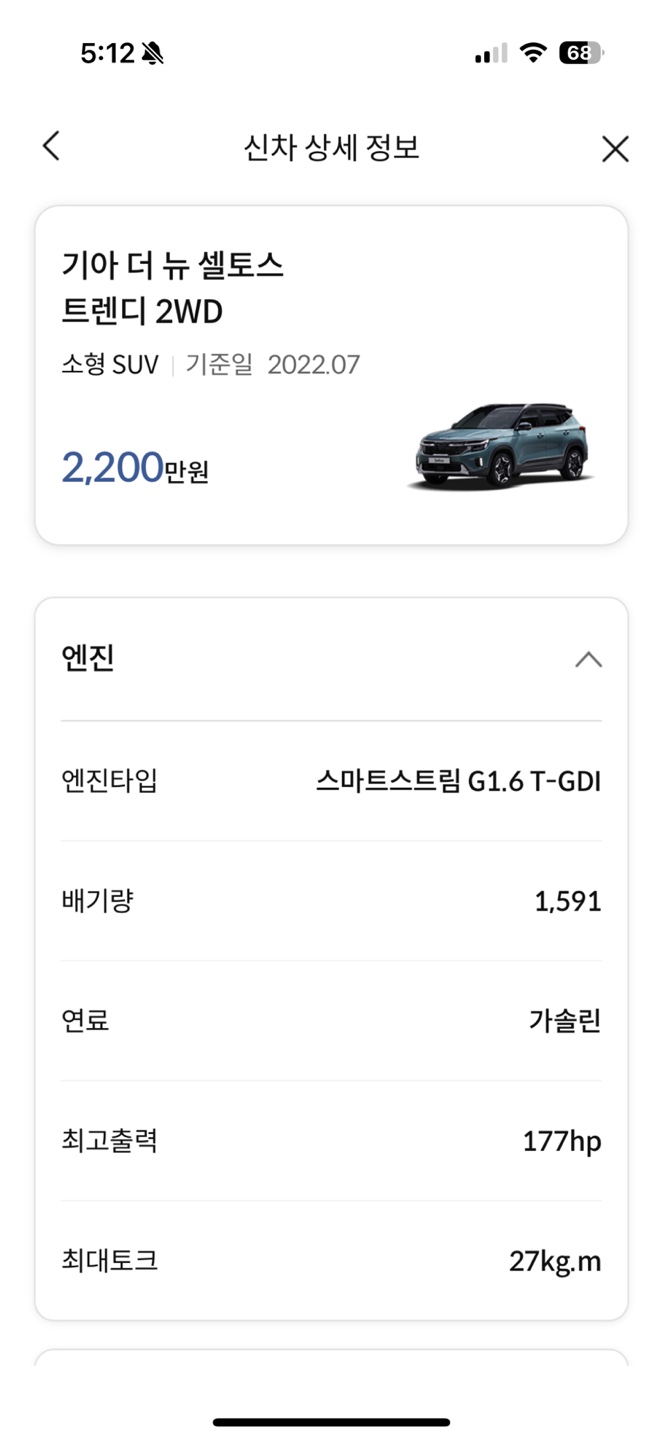 5:12
68
신차 상세 정보
기아 더 뉴 셀토스
트렌디 2WD
소형 SUV 기준일 2022.07
2,200만원
엔진
엔진타입 스마트스트림 G1.6 T-GDI
배기량 1,591
연료 가솔린
최고출력 177hp
최대토크 27kg.m